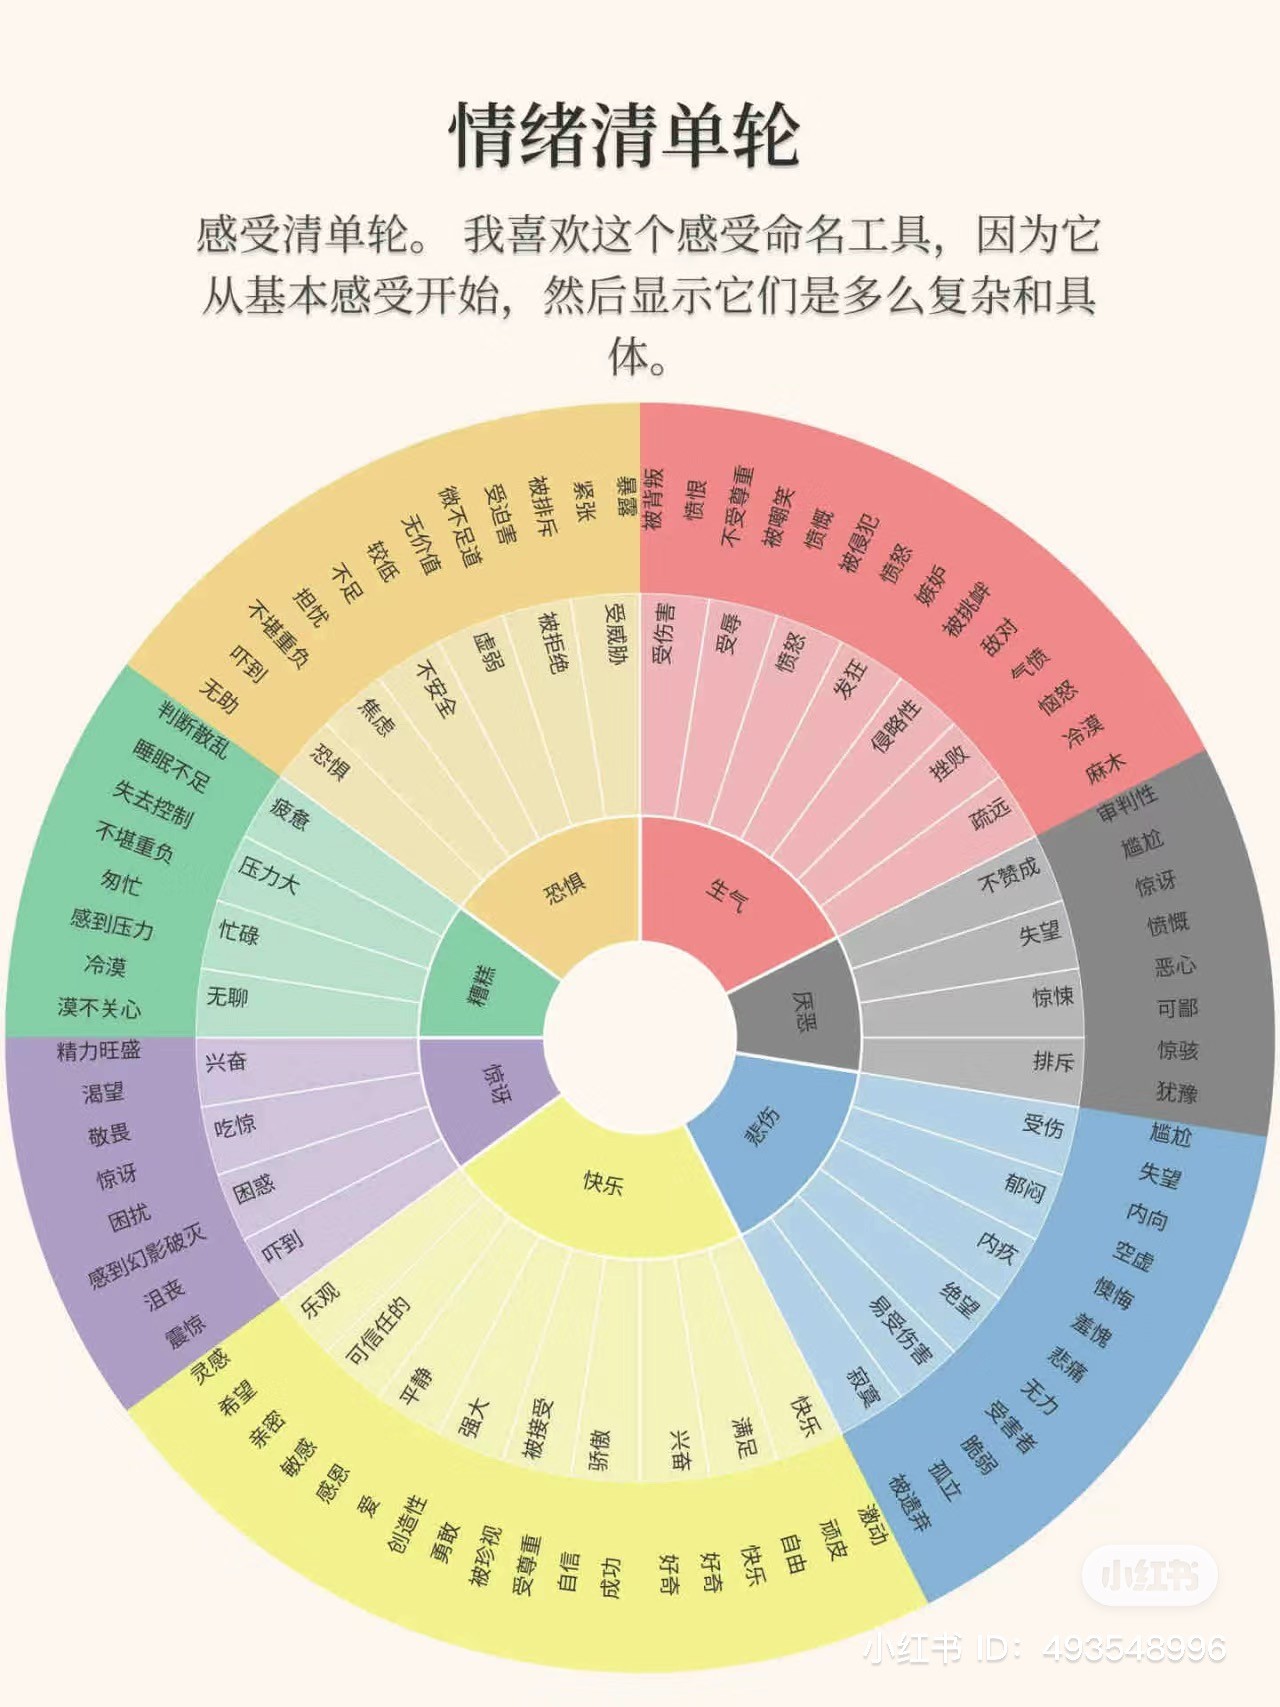 情绪清单轮
感受清单轮。 我喜欢这个感受命名工具，因为它
从基本感受开始，然后显示它们是多么复杂和具
体。
生气
厌恶
悲伤
快乐
惊讶
糟糕
恐惧
受伤害
受辱
愤怒
发狂
侵略性
挫败
疏远
不赞成
失望
惊悚
排斥
受伤
郁闷
内疚
绝望
易受伤害
寂寞
快乐
满足
兴奋
骄傲
被接受
强大
平静
可信任的
乐观
吓到
困惑
吃惊
兴奋
无聊
忙碌
压力大
疲惫
恐惧
焦虑
不安全
虚弱
被拒绝
受威胁
被背叛
愤恨
不受尊重
被嘲笑
愤慨
被侵犯
愤怒
嫉妒
被挑衅
敌对
气愤
恼怒
冷漠
麻木
审判性
尴尬
惊讶
愤慨
恶心
可鄙
惊骇
犹豫
尴尬
失望
内向
空虚
懊悔
羞愧
悲痛
无力
受害者
脆弱
孤立
被遗弃
激动
顽皮
自由
快乐
好奇
好奇
成功
自信
受尊重
被珍视
勇敢
创造性
爱
感恩
敏感
亲密
希望
灵感
震惊
沮丧
感到幻影破灭
困扰
惊讶
敬畏
渴望
精力旺盛
漠不关心
冷漠
感到压力
匆忙
不堪重负
失去控制
睡眠不足
判断散乱
无助
吓到
不堪重负
担忧
不足
较低
无价值
微不足道
受迫害
被排斥
紧张
暴露
小红书
小红书 ID：493548996